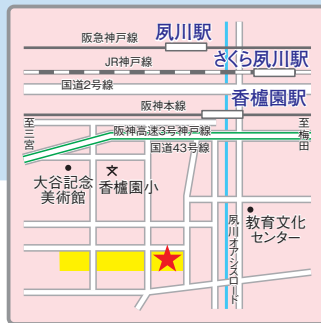 阪急神戸線
夙川駅
JR神戸線
さくら夙川駅
国道2号線
香櫨園駅
阪神本線
至三宮
至梅田
阪神高速3号神戸線
国道43号線
大谷記念
美術館
文
香櫨園小
夙川オアシスロード
教育文化
センター